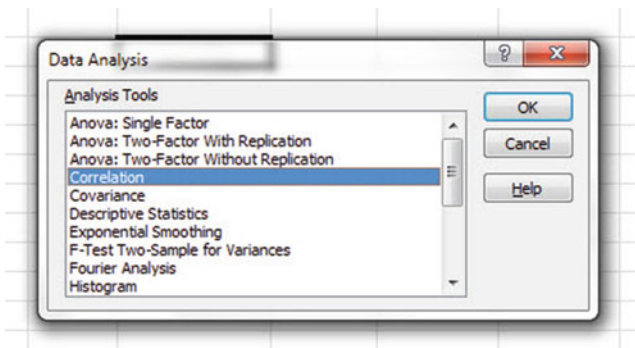 Data Analysis
?
X
Analysis Tools
OK
Anova: Single Factor
Anova: Two-Factor With Replication
Anova: Two-Factor Without Replication
Correlation
Covariance
Descriptive Statistics
Exponential Smoothing
F-Test Two-Sample for Variances
Fourier Analysis
Histogram
Cancel
Help